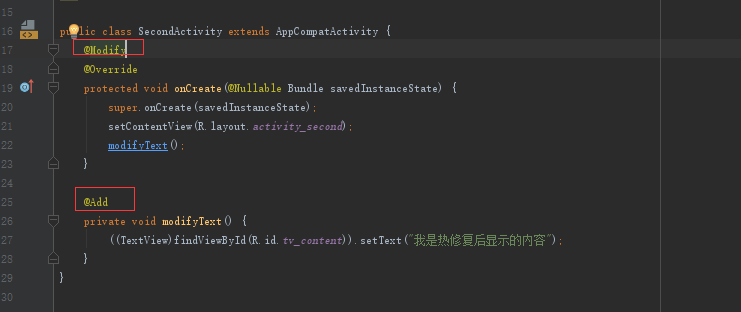 15
16 public class SecondActivity extends AppCompatActivity {
17 @Modify
18 @Override
19 protected void onCreate(@Nullable Bundle savedInstanceState) {
20 super.onCreate(savedInstanceState);
21 setContentView(R.layout.activity_second);
22 modifyText();
23 }
24
25 @Add
26 private void modifyText() {
27 ((TextView)findViewById(R.id.tv_content)).setText("我是热修复后显示的内容");
28 }
29 }
30